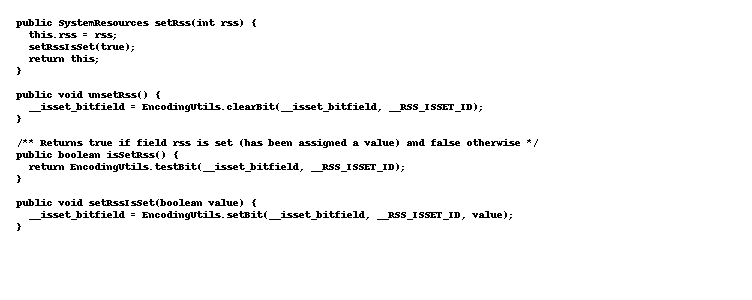 public SystemResources setRss(int rss) {
  this.rss = rss;
  setRssIsSet(true);
  return this;
}

public void unsetRss() {
  __isset_bitfield = EncodingUtils.clearBit(__isset_bitfield, __RSS_ISSET_ID);
}

/** Returns true if field rss is set (has been assigned a value) and false otherwise */
public boolean isSetRss() {
  return EncodingUtils.testBit(__isset_bitfield, __RSS_ISSET_ID);
}

public void setRssIsSet(boolean value) {
  __isset_bitfield = EncodingUtils.setBit(__isset_bitfield, __RSS_ISSET_ID, value);
}